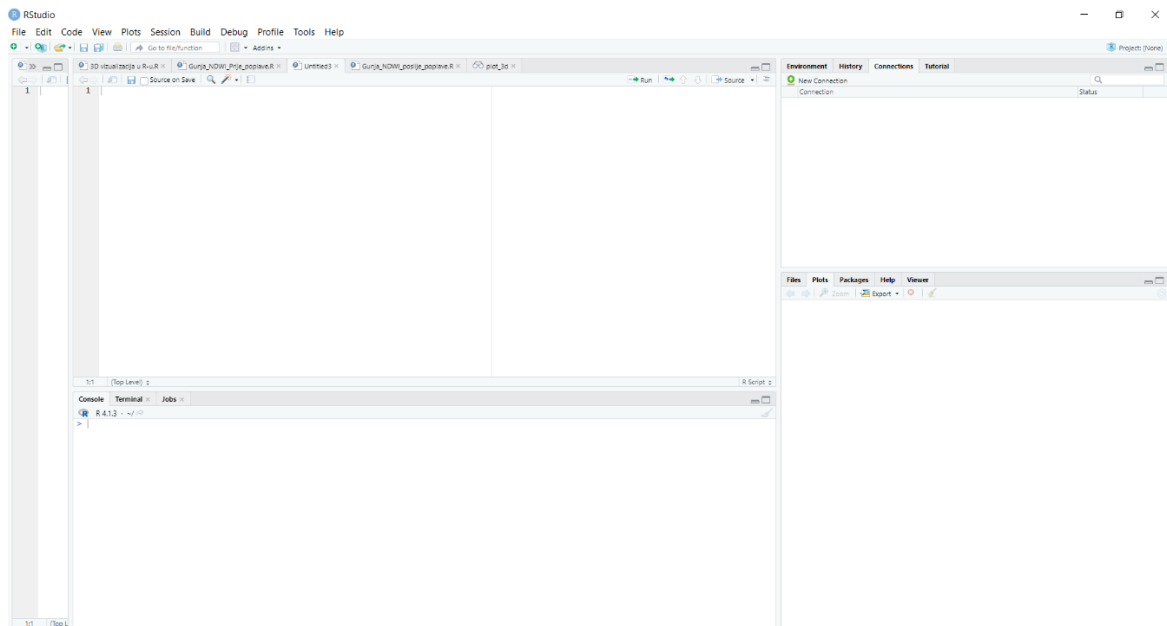 RStudio
File Edit Code View Plots Session Build Debug Profile Tools Help
Go to file/function Addins Project: (None)
3D vizualizacija u R-u.R Gunja_NDWI_Prije_poplave.R Untitled3 Gunja_NDWI_poslije_poplave.R plot_3d
Source on Save Run Source
1 1
1:1 (Top Level) R Script
Console Terminal Jobs
R 4.1.3 · ~/
>
1:1 (Top L
Environment History Connections Tutorial
New Connection
Connection Status
Files Plots Packages Help Viewer
Zoom Export